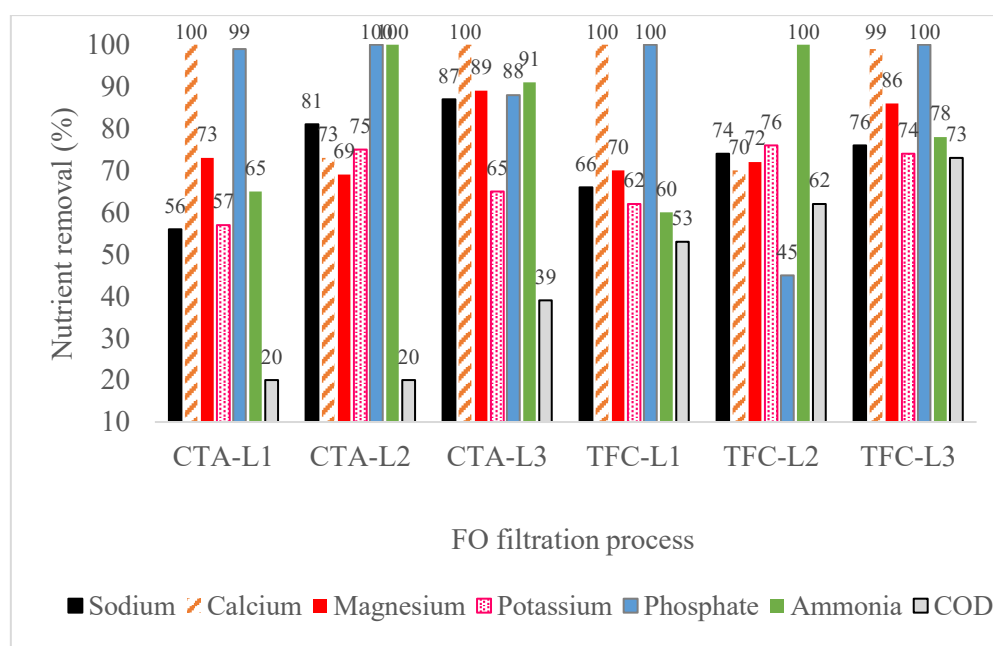 Nutrient removal (%)
100
90
80
70
60
50
40
30
20
10
56 100 73 57 99 65 20
81 73 69 75 100 100 20
87 100 89 65 88 91 39
66 100 70 62 100 60 53
74 70 72 76 45 100 62
76 99 86 74 100 78 73
CTA-L1 CTA-L2 CTA-L3 TFC-L1 TFC-L2 TFC-L3
FO filtration process
Sodium Calcium Magnesium Potassium Phosphate Ammonia COD